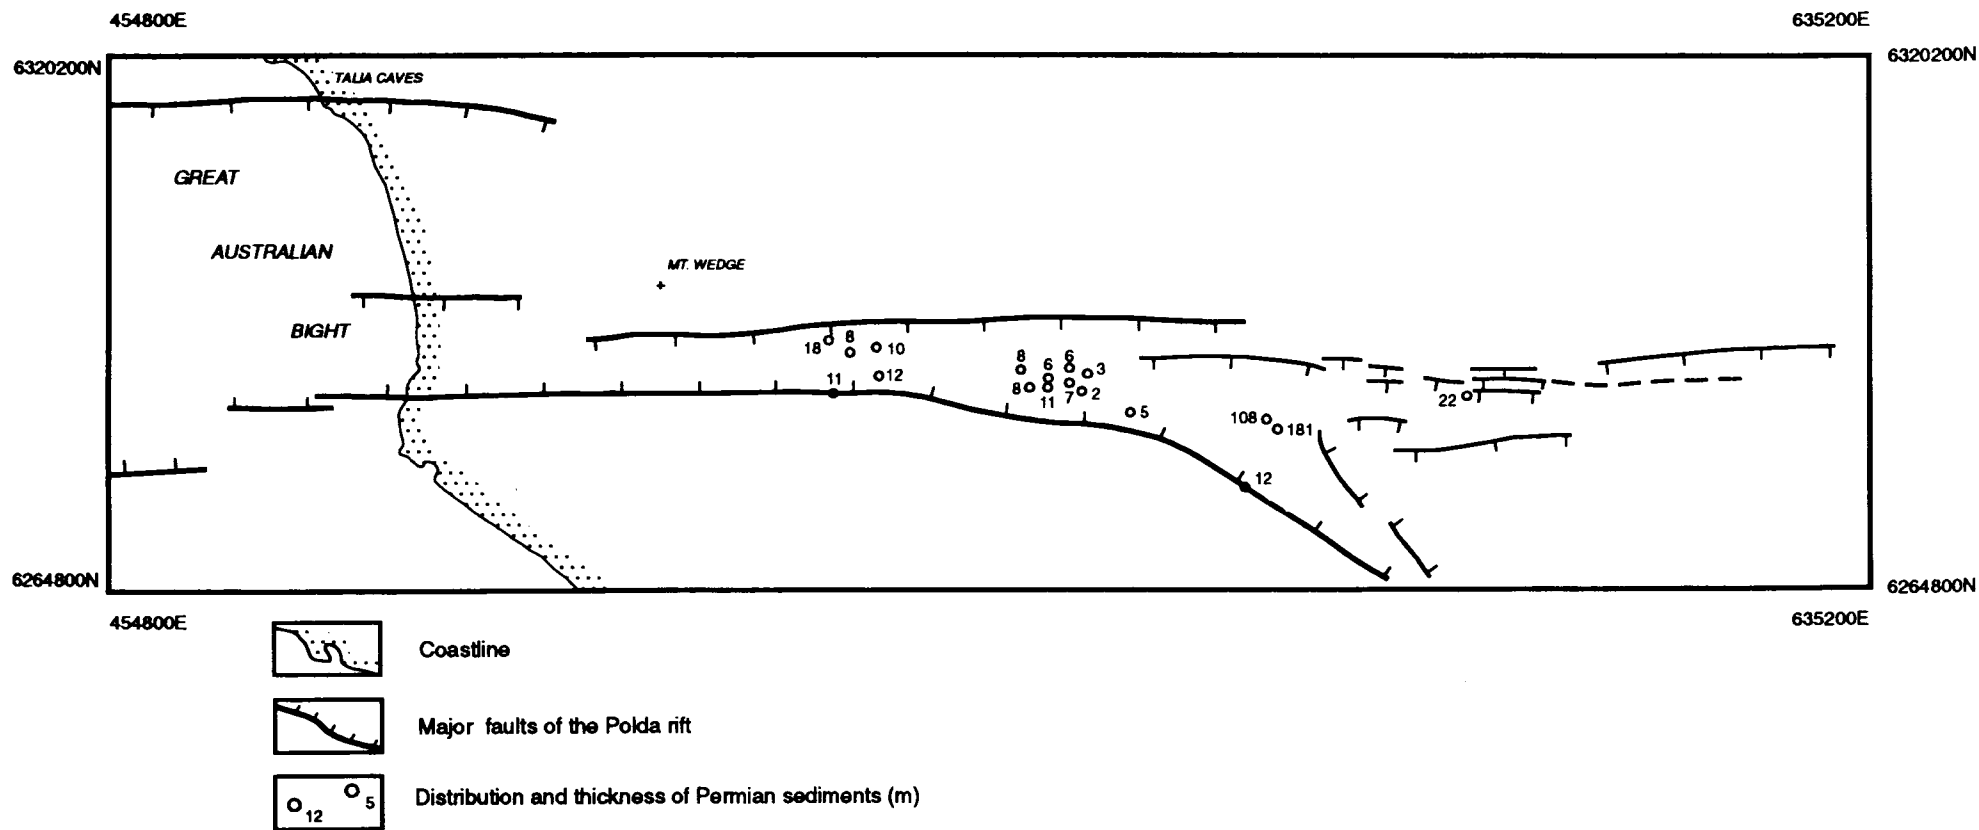 454800E
635200E
6320200N
6320200N
TALIA CAVES
GREAT
AUSTRALIAN
MT. WEDGE
BIGHT
18
8
10
12
11
8
6
6
3
8
11
7
2
5
22
108
181
12
6264800N
6264800N
454800E
635200E
Coastline
Major faults of the Polda rift
12
5
Distribution and thickness of Permian sediments (m)